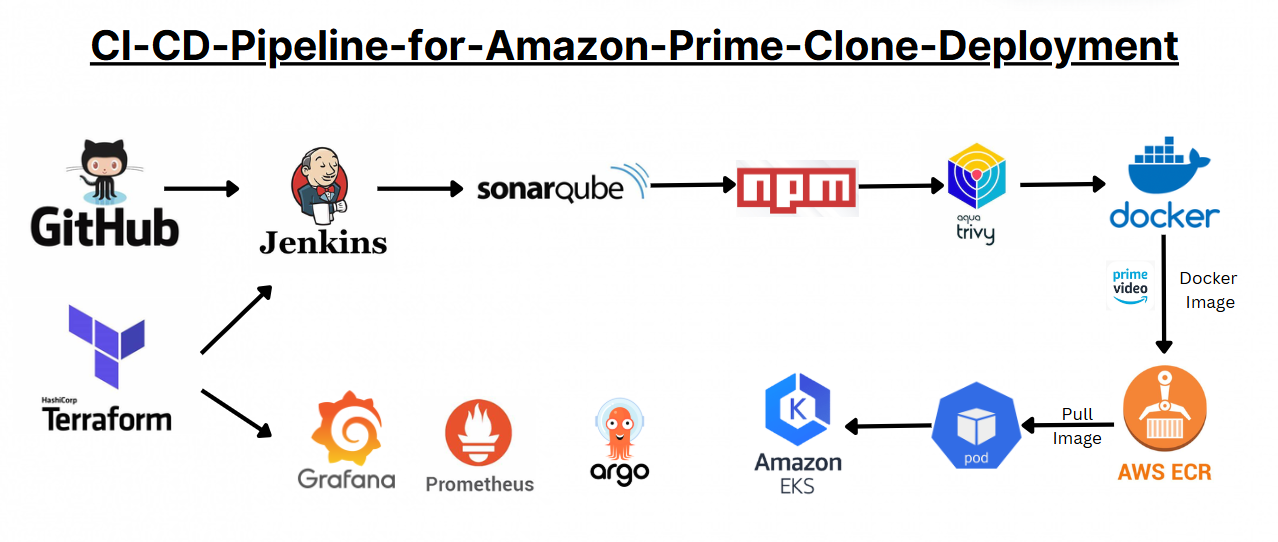 CI-CD-Pipeline-for-Amazon-Prime-Clone-Deployment
GitHub
Jenkins
sonarqube
npm
aqua
trivy
docker
prime
video
Docker
Image
HashiCorp
Terraform
Grafana
Prometheus
argo
K
Amazon
EKS
pod
Pull
Image
AWS ECR